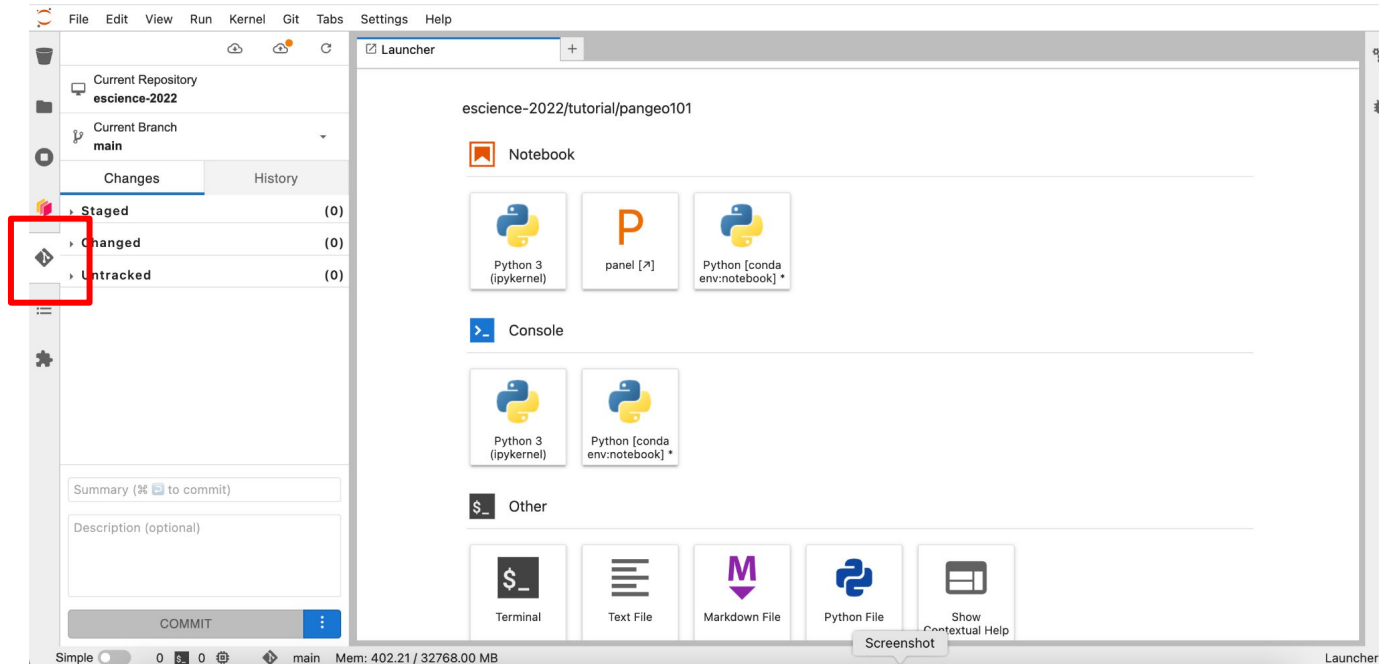 File Edit View Run Kernel Git Tabs Settings Help
Launcher
Current Repository
escience-2022
Current Branch
main
Changes History
Staged (0)
Changed (0)
Untracked (0)
Summary (⌘ to commit)
Description (optional)
COMMIT
escience-2022/tutorial/pangeo101
Notebook
Python 3
(ipykernel)
P
panel [↗]
Python [conda
env:notebook] *
Console
Python 3
(ipykernel)
Python [conda
env:notebook] *
$_ Other
$_
Terminal
Text File
M
Markdown File
Python File
Show
Contextual Help
Screenshot
Simple 0 $_ 0 main Mem: 402.21 / 32768.00 MB Launcher